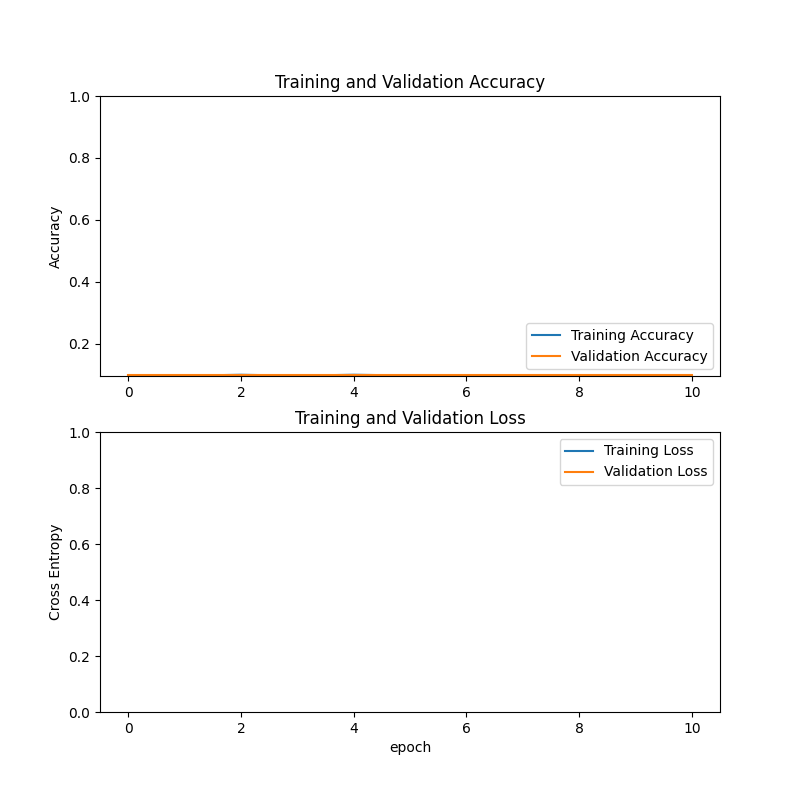 Training and Validation Accuracy
1.0
0.8
0.6
0.4
0.2
Accuracy
Training Accuracy
Validation Accuracy
0 2 4 6 8 10
Training and Validation Loss
1.0
0.8
0.6
0.4
0.2
0.0
Cross Entropy
Training Loss
Validation Loss
0 2 4 6 8 10
epoch